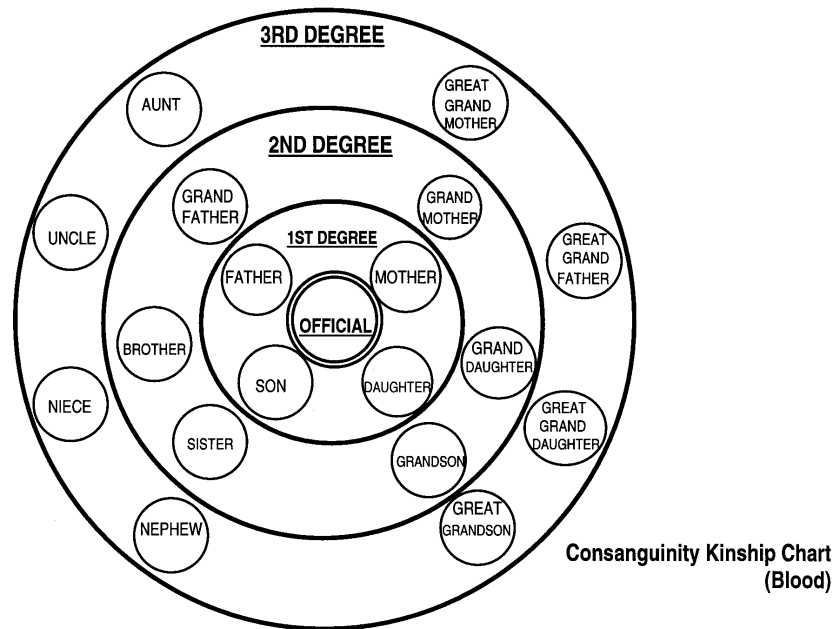 3RD DEGREE
AUNT
GREAT
GRAND
MOTHER
2ND DEGREE
GRAND
FATHER
GRAND
MOTHER
UNCLE
1ST DEGREE
GREAT
GRAND
FATHER
FATHER
MOTHER
OFFICIAL
BROTHER
GRAND
DAUGHTER
SON
DAUGHTER
NIECE
GREAT
GRAND
DAUGHTER
SISTER
GRANDSON
NEPHEW
GREAT
GRANDSON
Consanguinity Kinship Chart
(Blood)